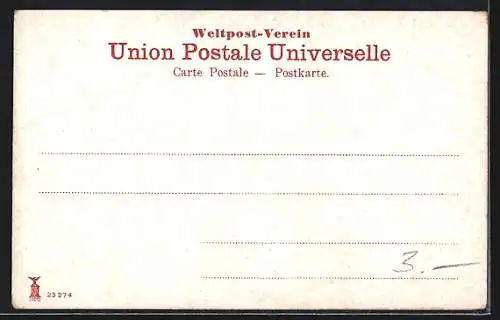 Weltpost-Verein
Union Postale Universelle
Carte Postale — Postkarte.
3.—
23274